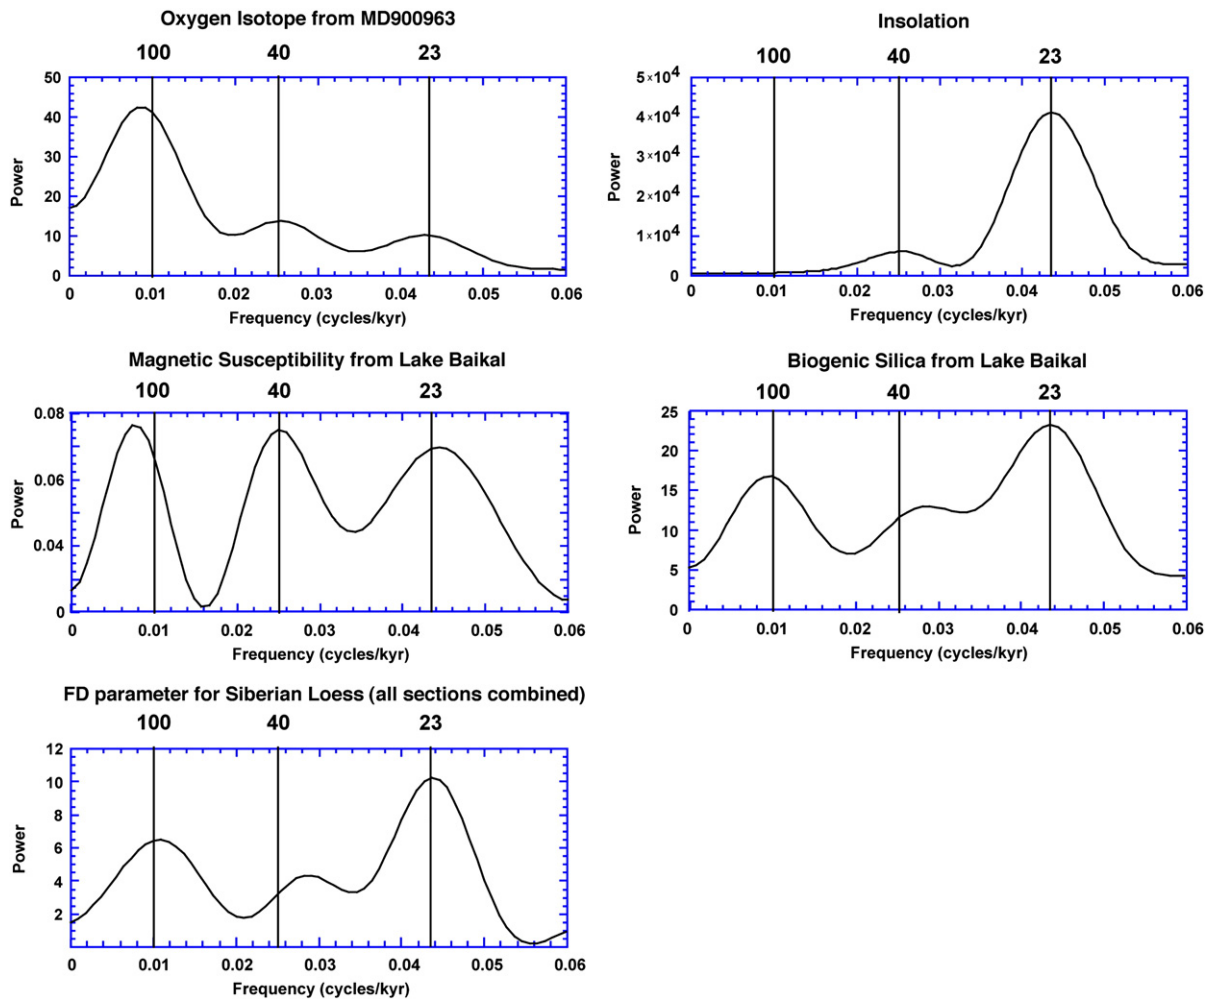 Oxygen Isotope from MD900963
100 40 23
50
40
30
20
10
0
Power
0 0.01 0.02 0.03 0.04 0.05 0.06
Frequency (cycles/kyr)
Insolation
100 40 23
5×10⁴
4×10⁴
3×10⁴
2×10⁴
1×10⁴
0
Power
0 0.01 0.02 0.03 0.04 0.05 0.06
Frequency (cycles/kyr)
Magnetic Susceptibility from Lake Baikal
100 40 23
0.08
0.06
0.04
0
Power
0 0.01 0.02 0.03 0.04 0.05 0.06
Frequency (cycles/kyr)
Biogenic Silica from Lake Baikal
100 40 23
25
20
15
10
5
0
Power
0 0.01 0.02 0.03 0.04 0.05 0.06
Frequency (cycles/kyr)
FD parameter for Siberian Loess (all sections combined)
100 40 23
12
10
8
6
4
2
Power
0 0.01 0.02 0.03 0.04 0.05 0.06
Frequency (cycles/kyr)